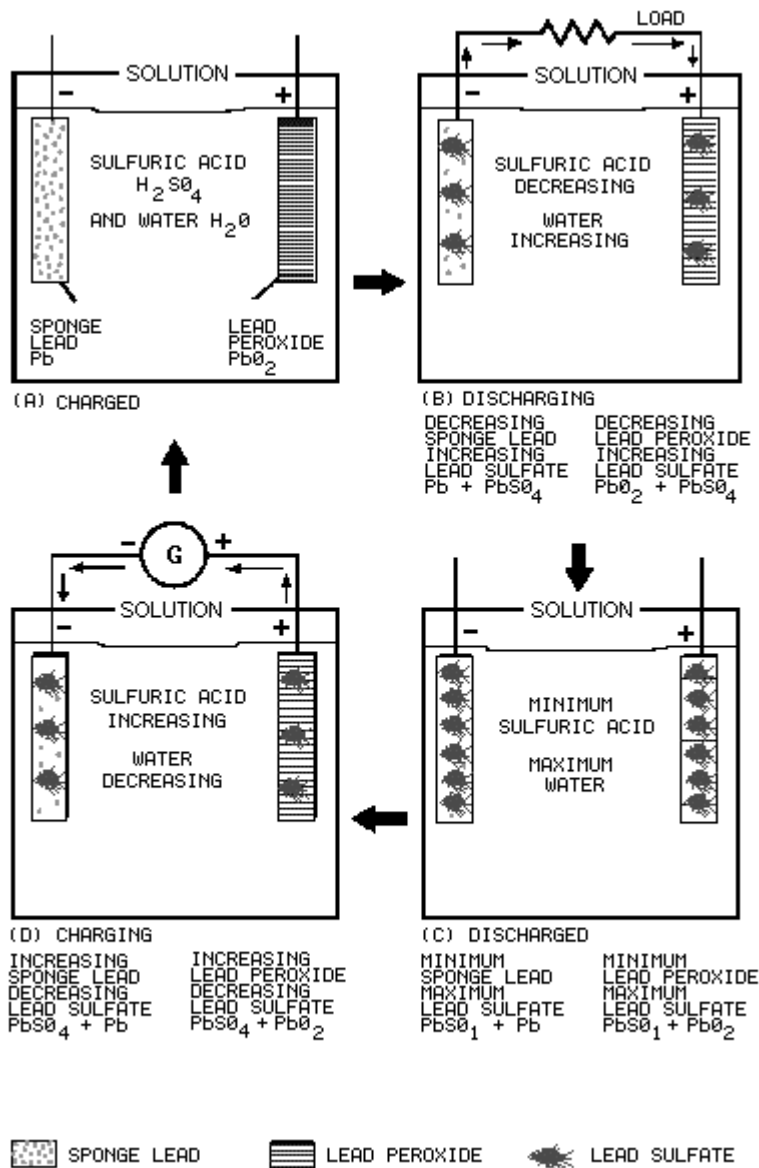 SOLUTION
- +
SULFURIC ACID
H2SO4
AND WATER H2O
SPONGE
LEAD
Pb
LEAD
PEROXIDE
PbO2
(A) CHARGED
LOAD
SOLUTION
- +
SULFURIC ACID
DECREASING
WATER
INCREASING
(B) DISCHARGING
DECREASING
SPONGE LEAD
INCREASING
LEAD SULFATE
Pb + PbSO4
DECREASING
LEAD PEROXIDE
INCREASING
LEAD SULFATE
PbO2 + PbSO4
SOLUTION
- +
MINIMUM
SULFURIC ACID
MAXIMUM
WATER
(C) DISCHARGED
MINIMUM
SPONGE LEAD
MAXIMUM
LEAD SULFATE
PbSO1 + Pb
MINIMUM
LEAD PEROXIDE
MAXIMUM
LEAD SULFATE
PbSO1 + PbO2
- G +
SOLUTION
- +
SULFURIC ACID
INCREASING
WATER
DECREASING
(D) CHARGING
INCREASING
SPONGE LEAD
DECREASING
LEAD SULFATE
PbSO4 + Pb
INCREASING
LEAD PEROXIDE
DECREASING
LEAD SULFATE
PbSO4 + PbO2
SPONGE LEAD
LEAD PEROXIDE
LEAD SULFATE